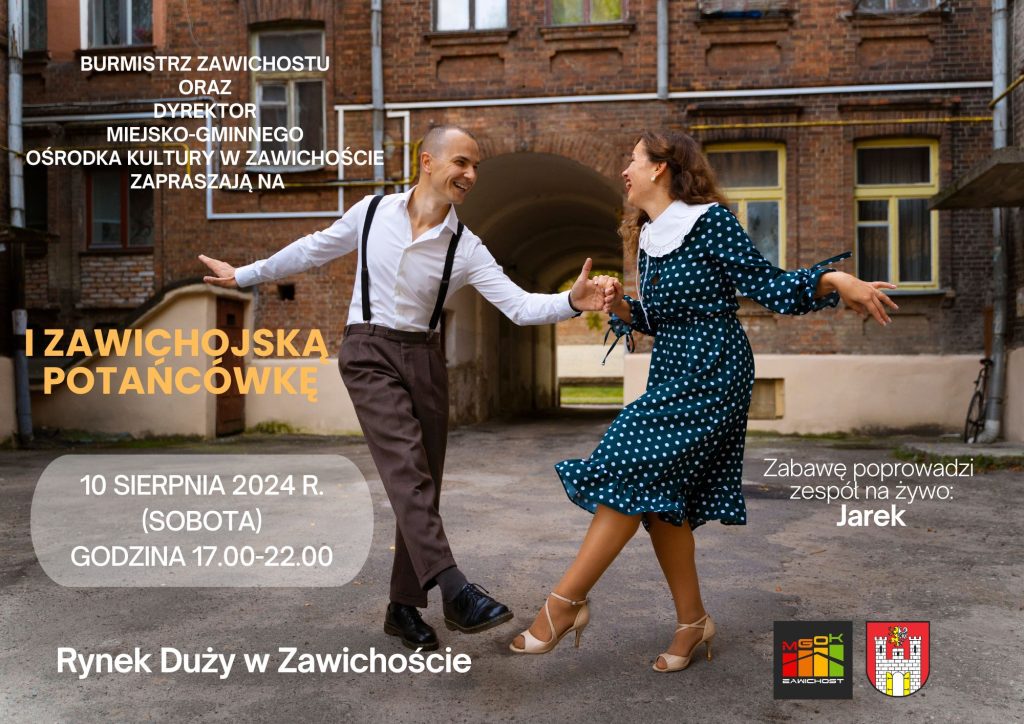 BURMISTRZ ZAWICHOSTU
ORAZ
DYREKTOR
MIEJSKO-GMINNEGO
OŚRODKA KULTURY W ZAWICHOŚCIE
ZAPRASZAJĄ NA
I ZAWICHOJSKĄ
POTAŃCÓWKĘ
10 SIERPNIA 2024 R.
(SOBOTA)
GODZINA 17.00-22.00
Zabawę poprowadzi
zespół na żywo:
Jarek
Rynek Duży w Zawichoście
MGOK
ZAWICHOST